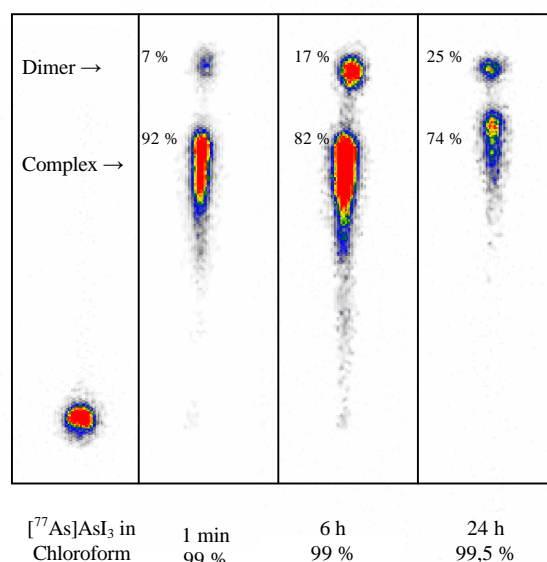 Dimer →
7 %
17 %
25 %
92 %
82 %
74 %
Complex →
[⁷⁷As]AsI₃ in
Chloroform
1 min
99 %
6 h
99 %
24 h
99,5 %